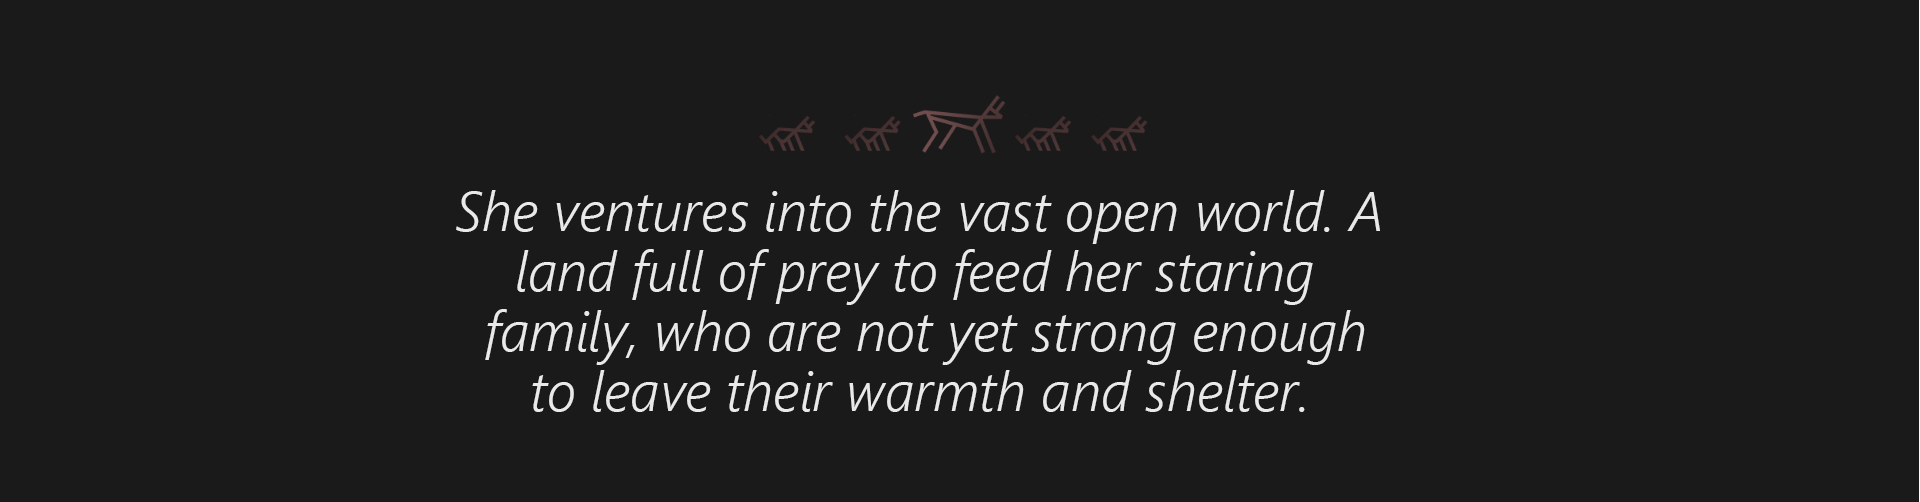 She ventures into the vast open world. A
land full of prey to feed her staring
family, who are not yet strong enough
to leave their warmth and shelter.